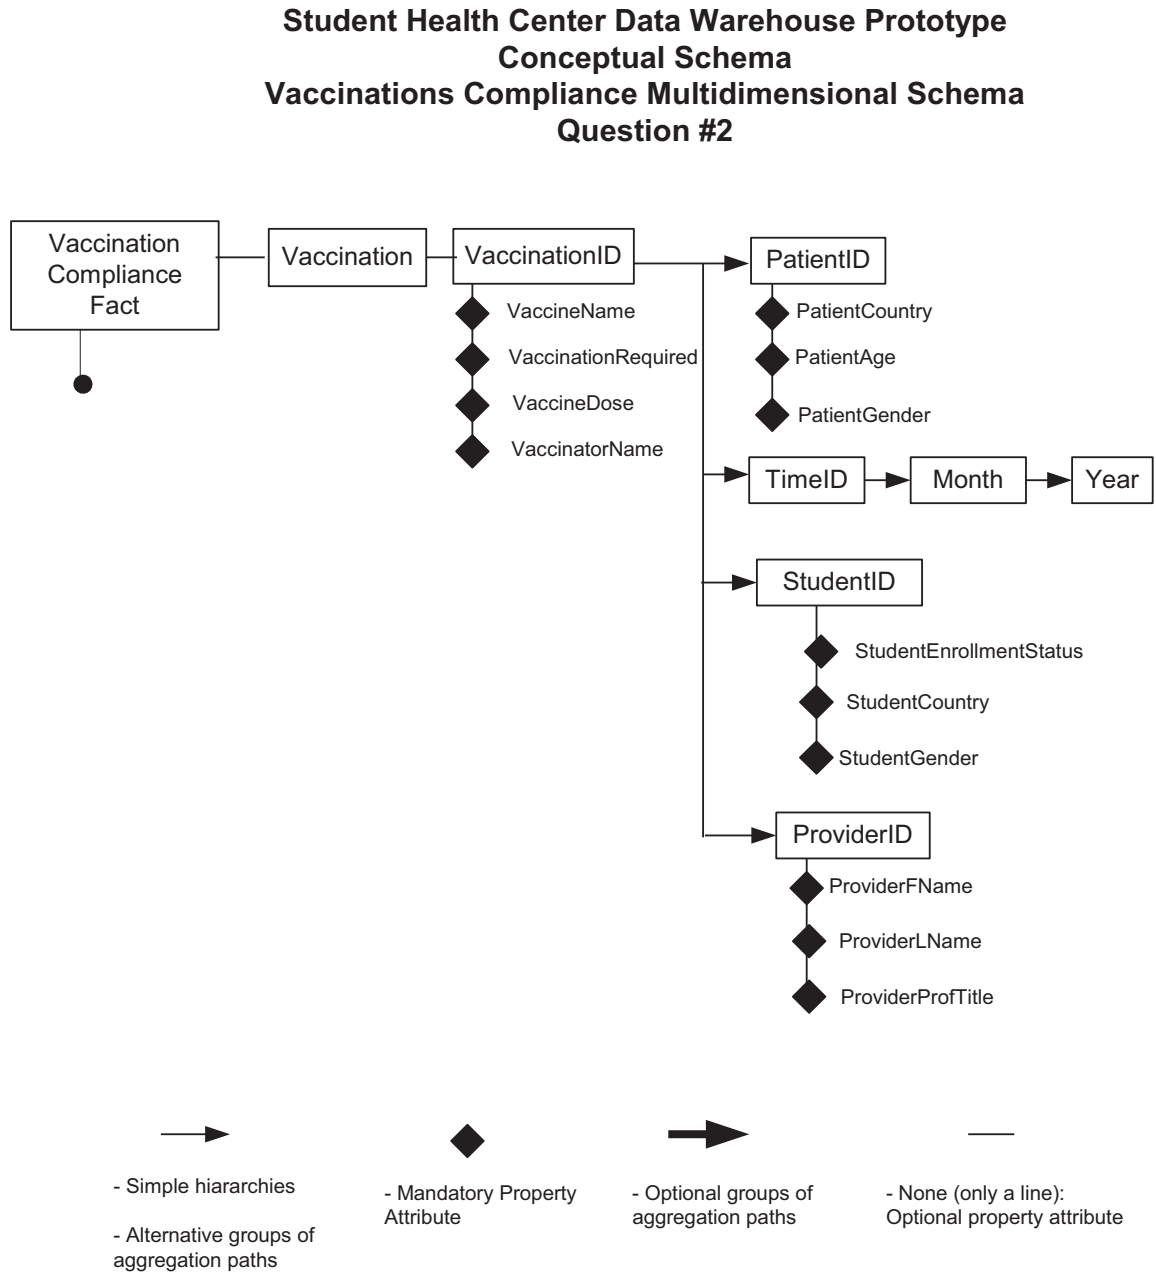 Student Health Center Data Warehouse Prototype
Conceptual Schema
Vaccinations Compliance Multidimensional Schema
Question #2
Vaccination
Compliance
Fact
Vaccination
VaccinationID
VaccineName
VaccinationRequired
VaccineDose
VaccinatorName
PatientID
PatientCountry
PatientAge
PatientGender
TimeID
Month
Year
StudentID
StudentEnrollmentStatus
StudentCountry
StudentGender
ProviderID
ProviderFName
ProviderLName
ProviderProfTitle
- Simple hiararchies
- Alternative groups of
aggregation paths
- Mandatory Property
Attribute
- Optional groups of
aggregation paths
- None (only a line):
Optional property attribute